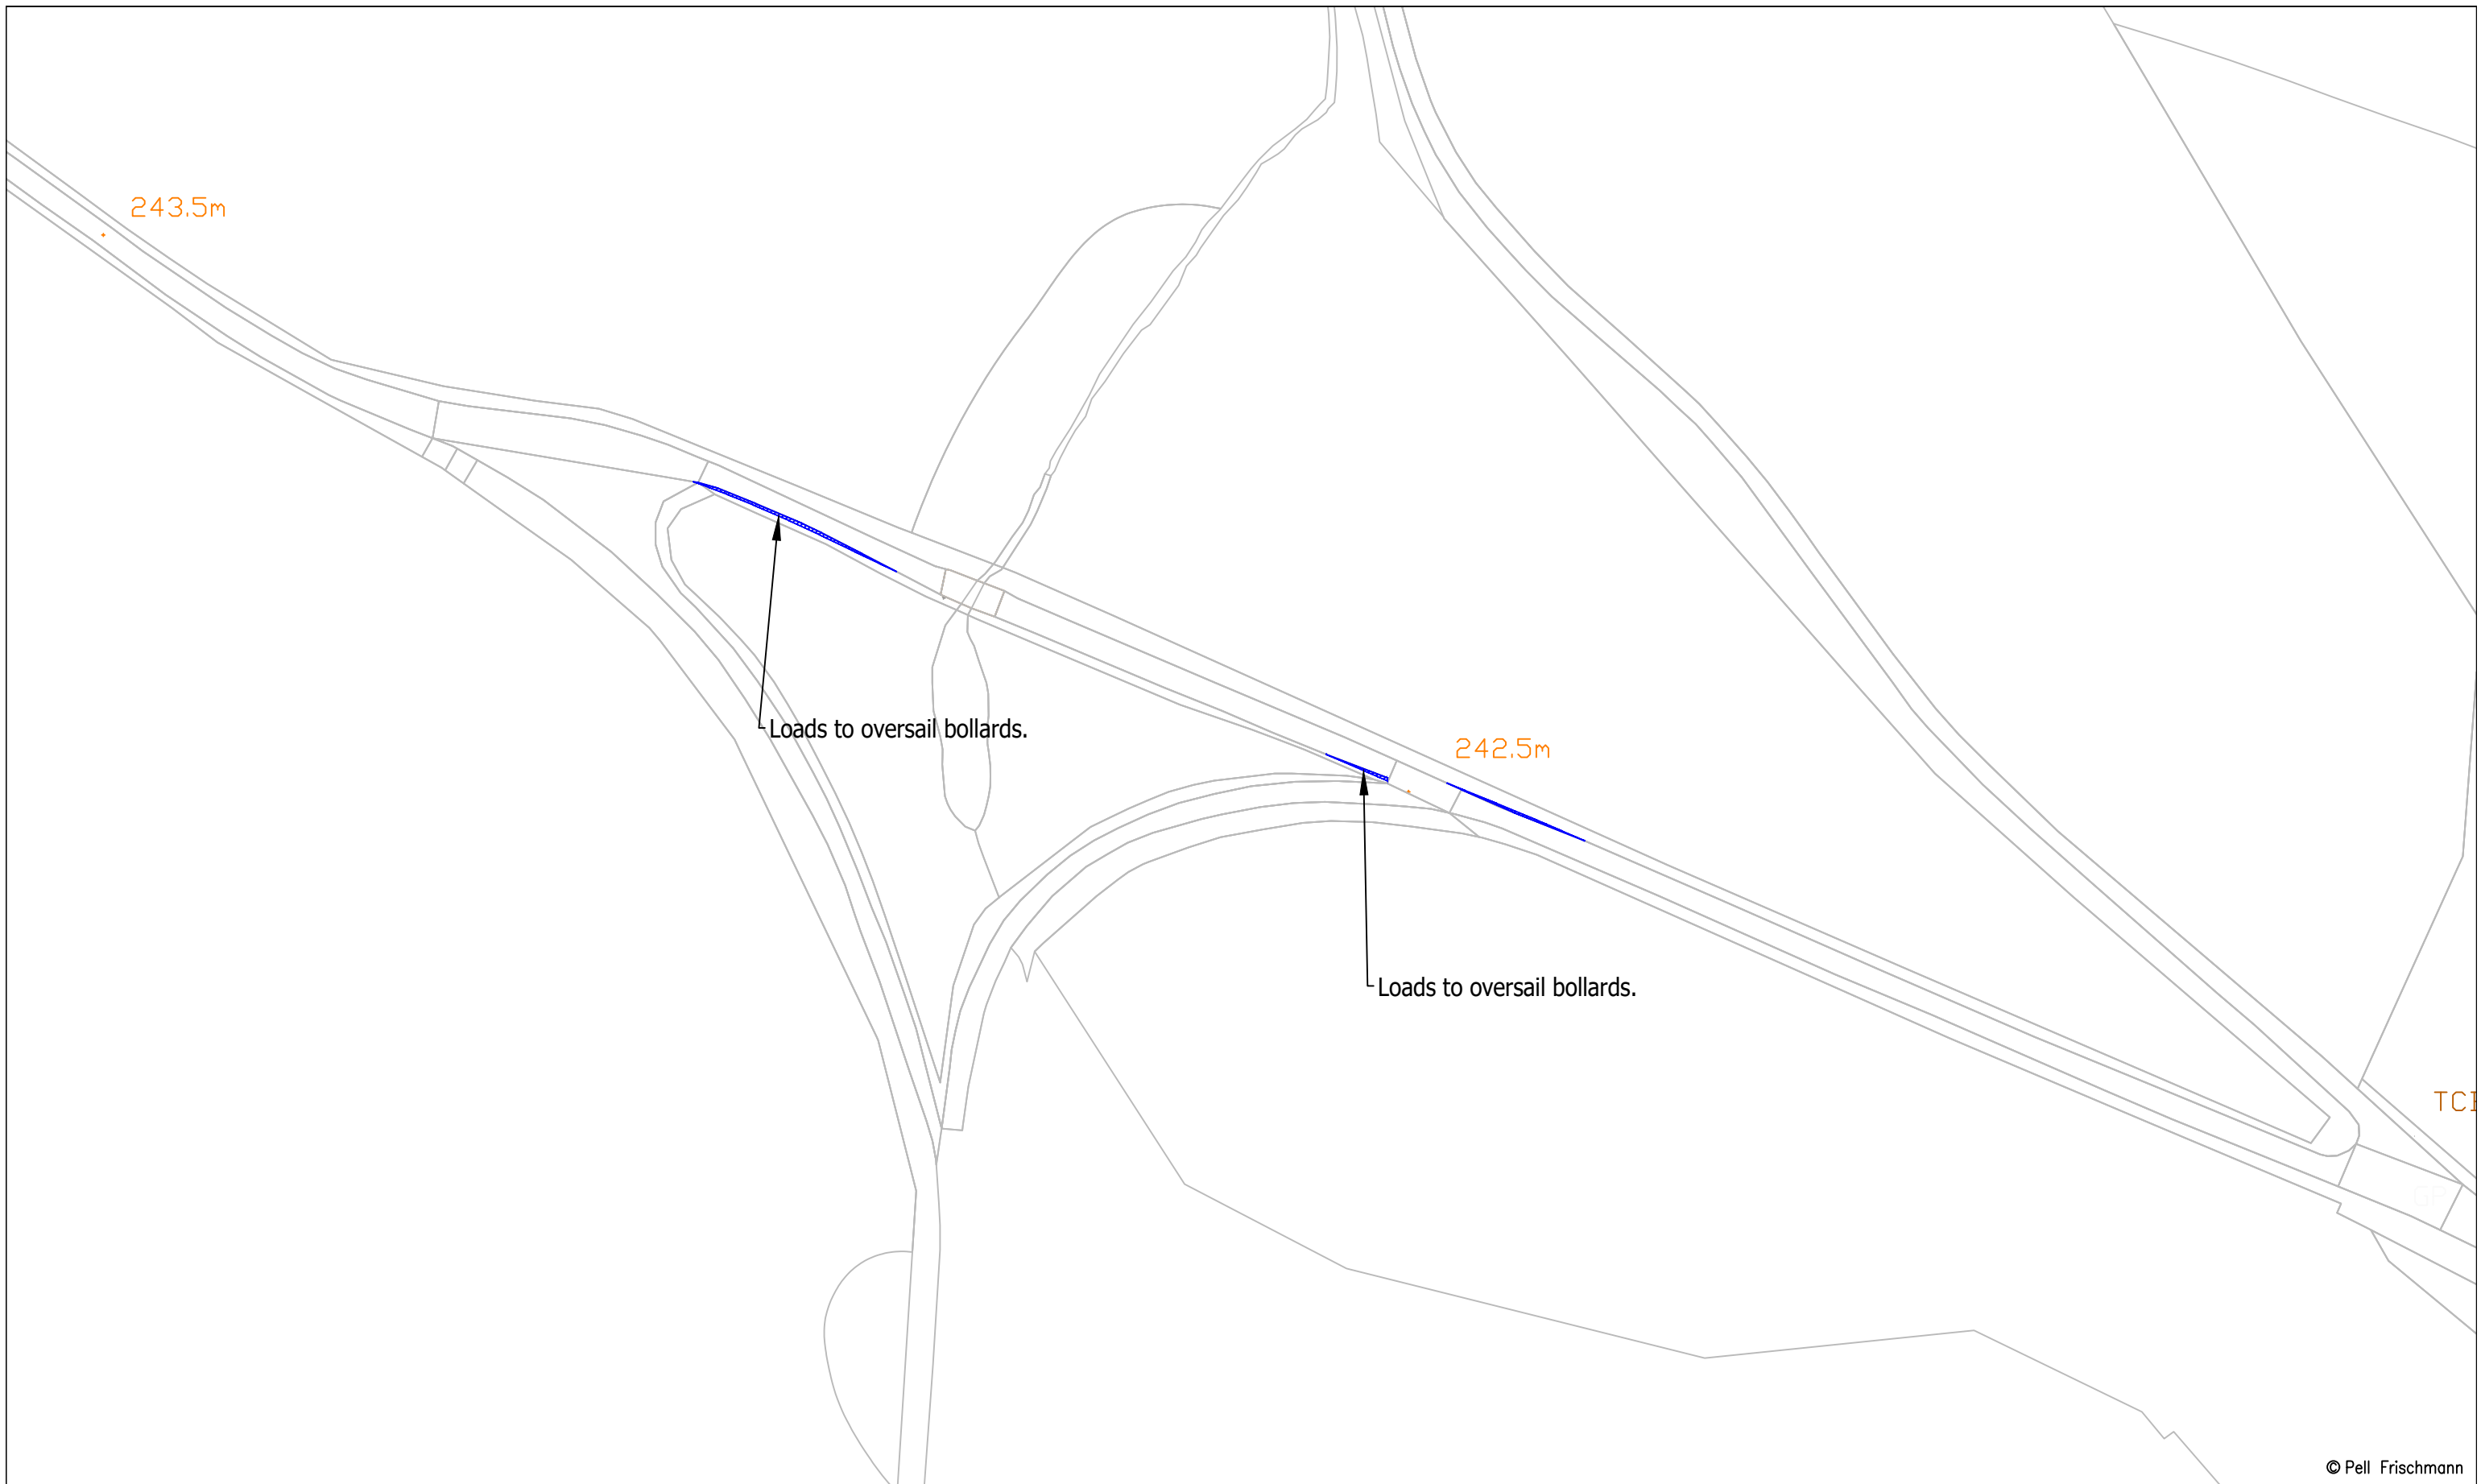 243.5m
Loads to oversail bollards.
242.5m
Loads to oversail bollards.
© Pell Frischmann